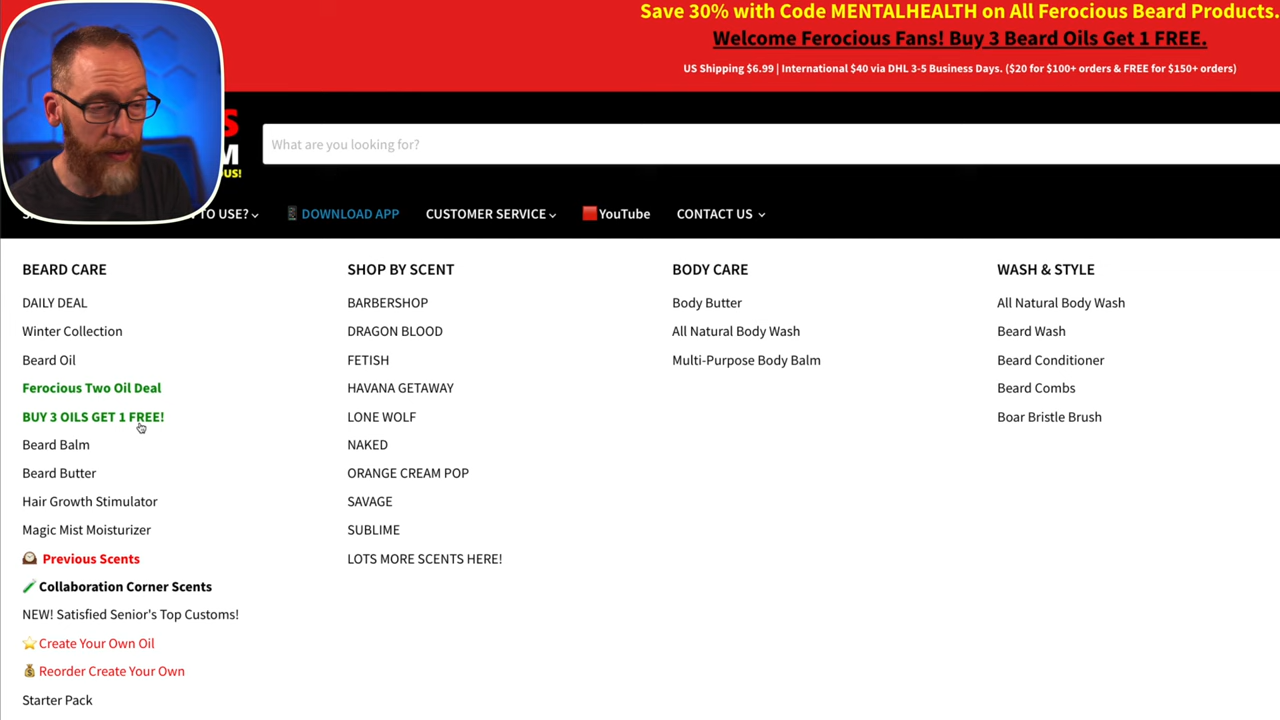 Save 30% with Code MENTALHEALTH on All Ferocious Beard Products.
Welcome Ferocious Fans! Buy 3 Beard Oils Get 1 FREE.
US Shipping $6.99 | International $40 via DHL 3-5 Business Days. ($20 for $100+ orders & FREE for $150+ orders)
What are you looking for?
TO USE?
DOWNLOAD APP
CUSTOMER SERVICE
YouTube
CONTACT US
BEARD CARE
DAILY DEAL
Winter Collection
Beard Oil
Ferocious Two Oil Deal
BUY 3 OILS GET 1 FREE!
Beard Balm
Beard Butter
Hair Growth Stimulator
Magic Mist Moisturizer
Previous Scents
Collaboration Corner Scents
NEW! Satisfied Senior's Top Customs!
Create Your Own Oil
Reorder Create Your Own
Starter Pack
SHOP BY SCENT
BARBERSHOP
DRAGON BLOOD
FETISH
HAVANA GETAWAY
LONE WOLF
NAKED
ORANGE CREAM POP
SAVAGE
SUBLIME
LOTS MORE SCENTS HERE!
BODY CARE
Body Butter
All Natural Body Wash
Multi-Purpose Body Balm
WASH & STYLE
All Natural Body Wash
Beard Wash
Beard Conditioner
Beard Combs
Boar Bristle Brush